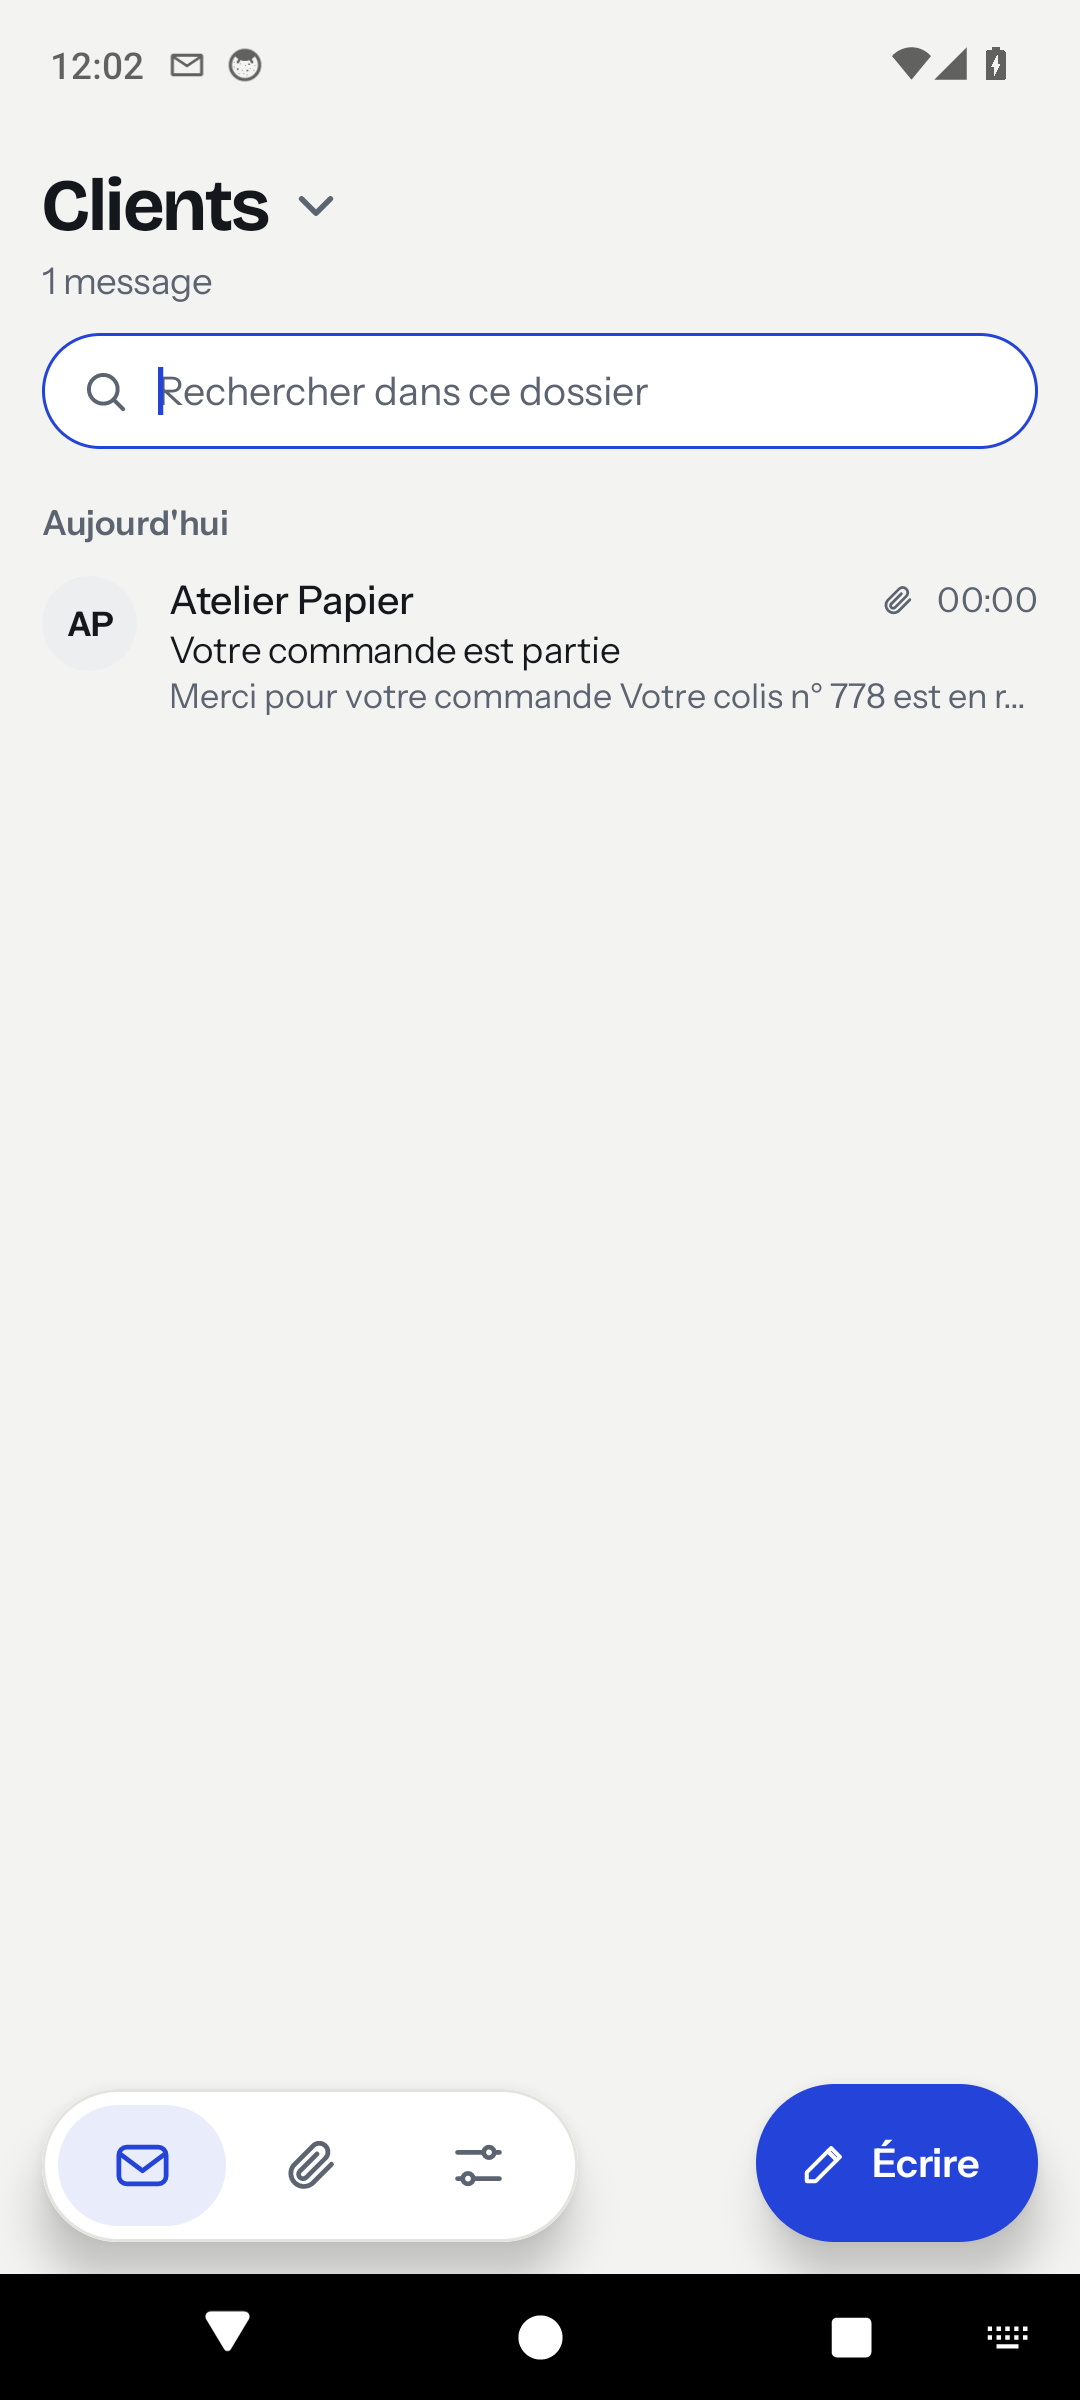 12:02
Clients
1 message
Rechercher dans ce dossier
Aujourd'hui
AP
Atelier Papier
00:00
Votre commande est partie
Merci pour votre commande Votre colis n° 778 est en r...
Écrire